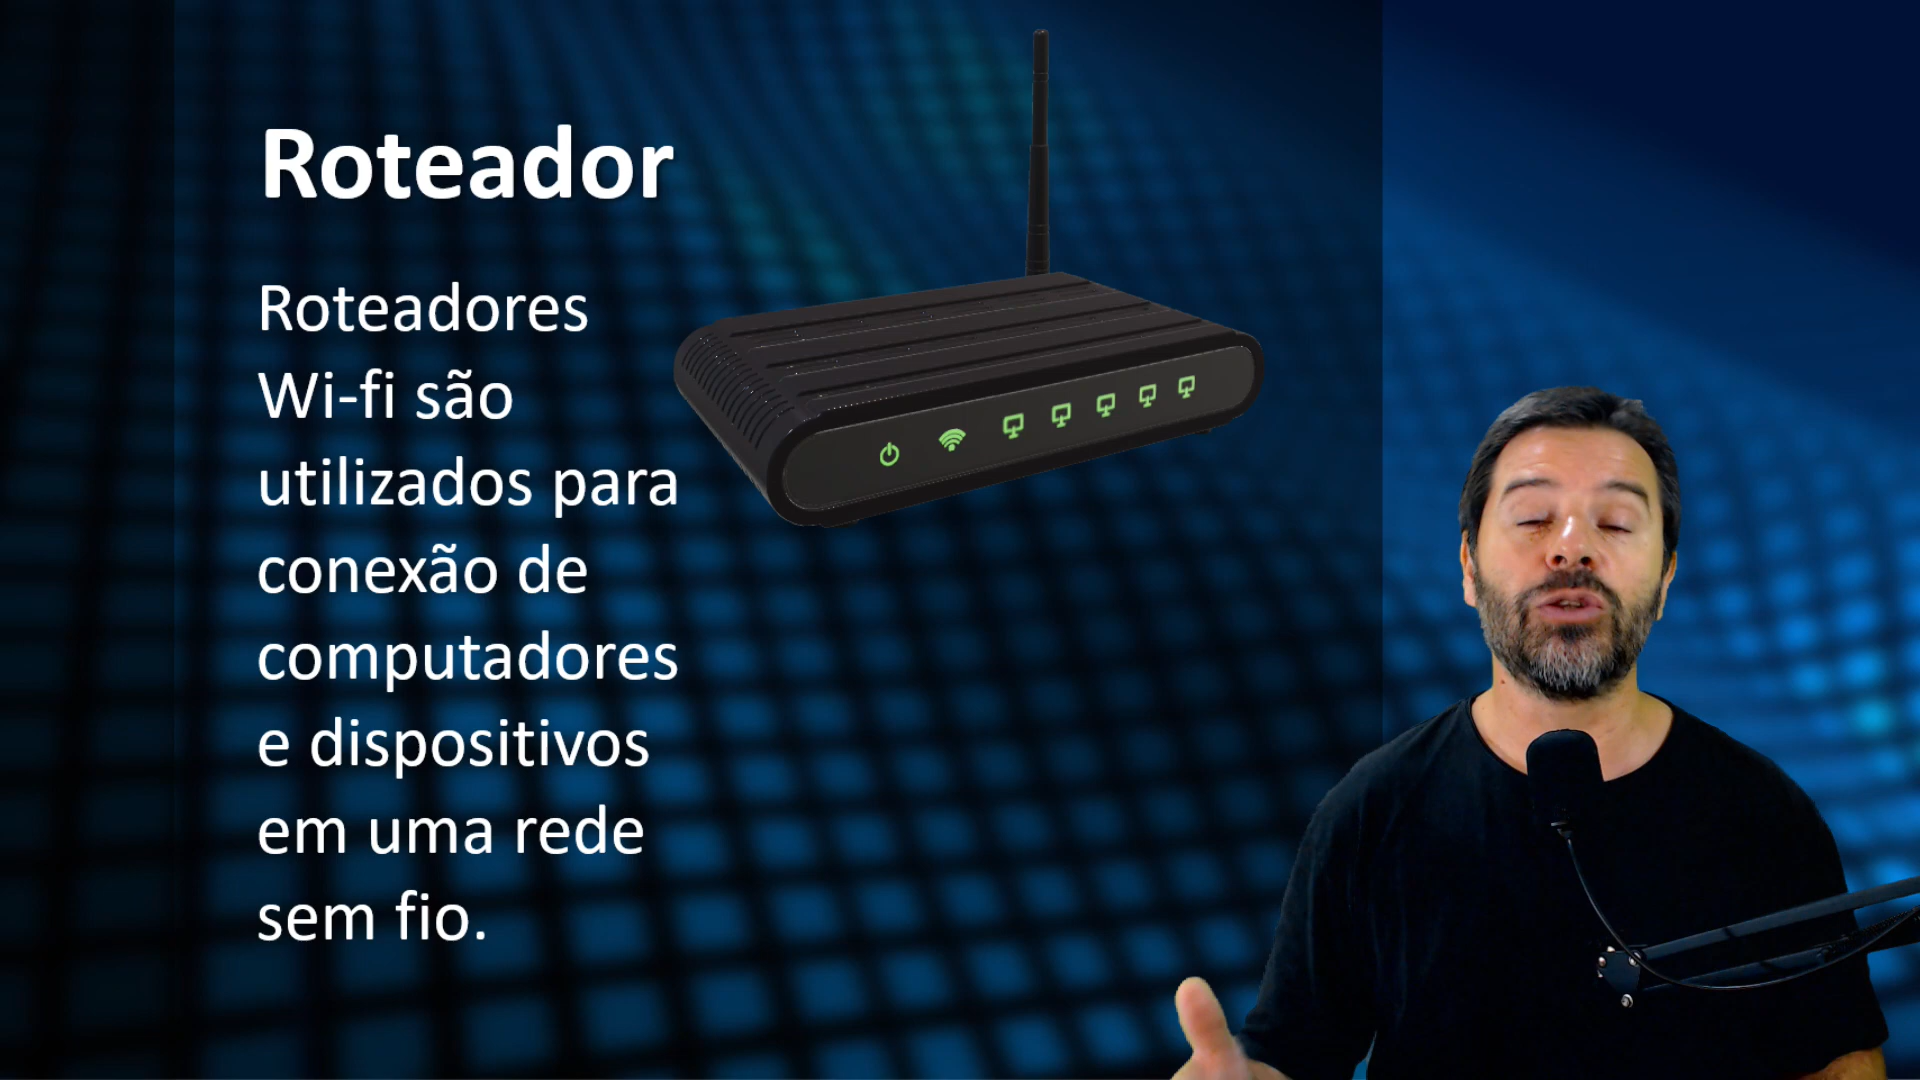 Roteador
Roteadores
Wi-fi são
utilizados para
conexão de
computadores
e dispositivos
em uma rede
sem fio.